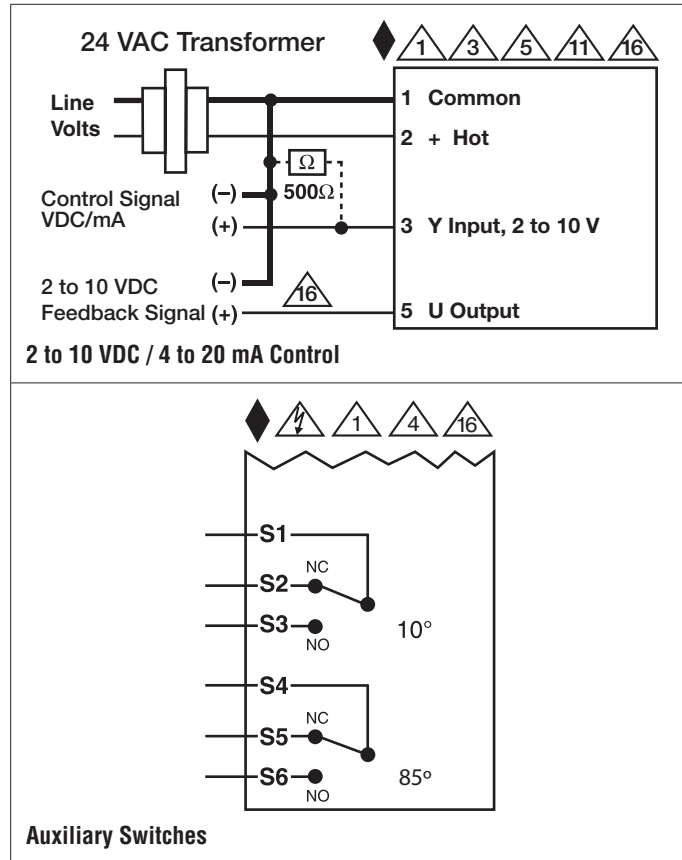 24 VAC Transformer
1 3 5 11 16
Line
Volts
1 Common
2 + Hot
Ω
500Ω
Control Signal (–)
VDC/mA
(+)
3 Y Input, 2 to 10 V
2 to 10 VDC (–)
16
Feedback Signal (+)
5 U Output
2 to 10 VDC / 4 to 20 mA Control
1 4 16
S1
NC
S2
S3
10°
NO
S4
NC
S5
S6
85º
NO
Auxiliary Switches